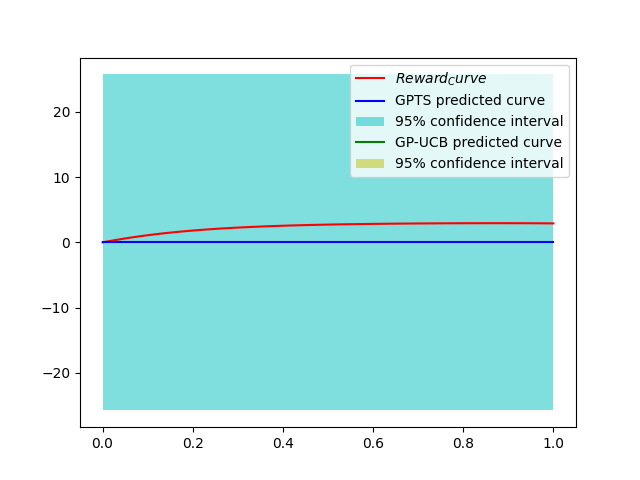 Reward_Curve
GPTS predicted curve
95% confidence interval
GP-UCB predicted curve
95% confidence interval
20
10
0
−10
−20
0.0 0.2 0.4 0.6 0.8 1.0